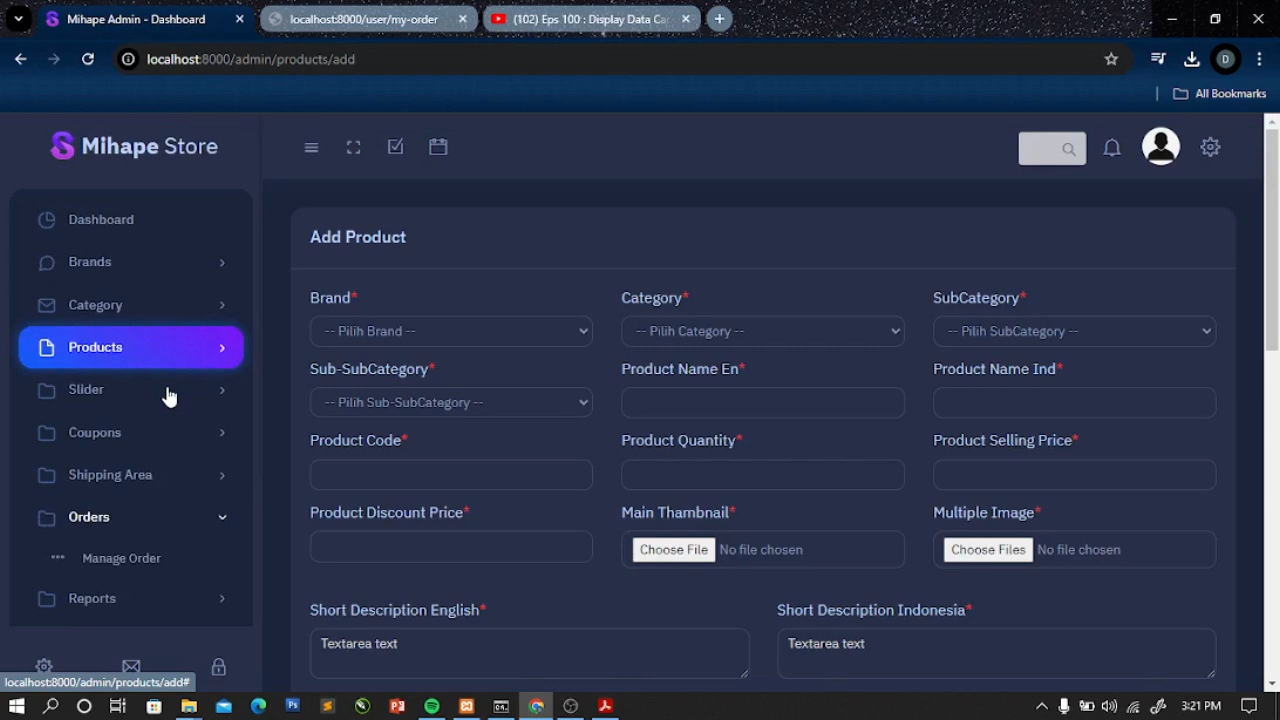 Mihape Admin - Dashboard
localhost:8000/user/my-order
(102) Eps 100 : Display Data Ca
localhost:8000/admin/products/add
D
All Bookmarks
Mihape Store
Dashboard
Brands
Category
Products
Slider
Coupons
Shipping Area
Orders
Manage Order
Reports
Add Product
Brand* Category* SubCategory*
-- Pilih Brand -- -- Pilih Category -- -- Pilih SubCategory --
Sub-SubCategory* Product Name En* Product Name Ind*
-- Pilih Sub-SubCategory --
Product Code* Product Quantity* Product Selling Price*
Product Discount Price* Main Thambnail* Multiple Image*
Choose File No file chosen Choose Files No file chosen
Short Description English* Short Description Indonesia*
Textarea text Textarea text
localhost:8000/admin/products/add#
3:21 PM